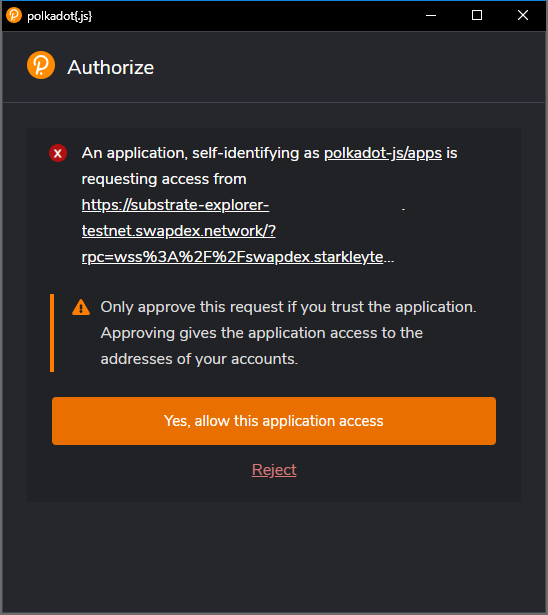 polkadot{.js}
Authorize
An application, self-identifying as polkadot-js/apps is
requesting access from
https://substrate-explorer-
.
testnet.swapdex.network/?
rpc=wss%3A%2F%2Fswapdex.starkleyte...
Only approve this request if you trust the application.
Approving gives the application access to the
addresses of your accounts.
Yes, allow this application access
Reject